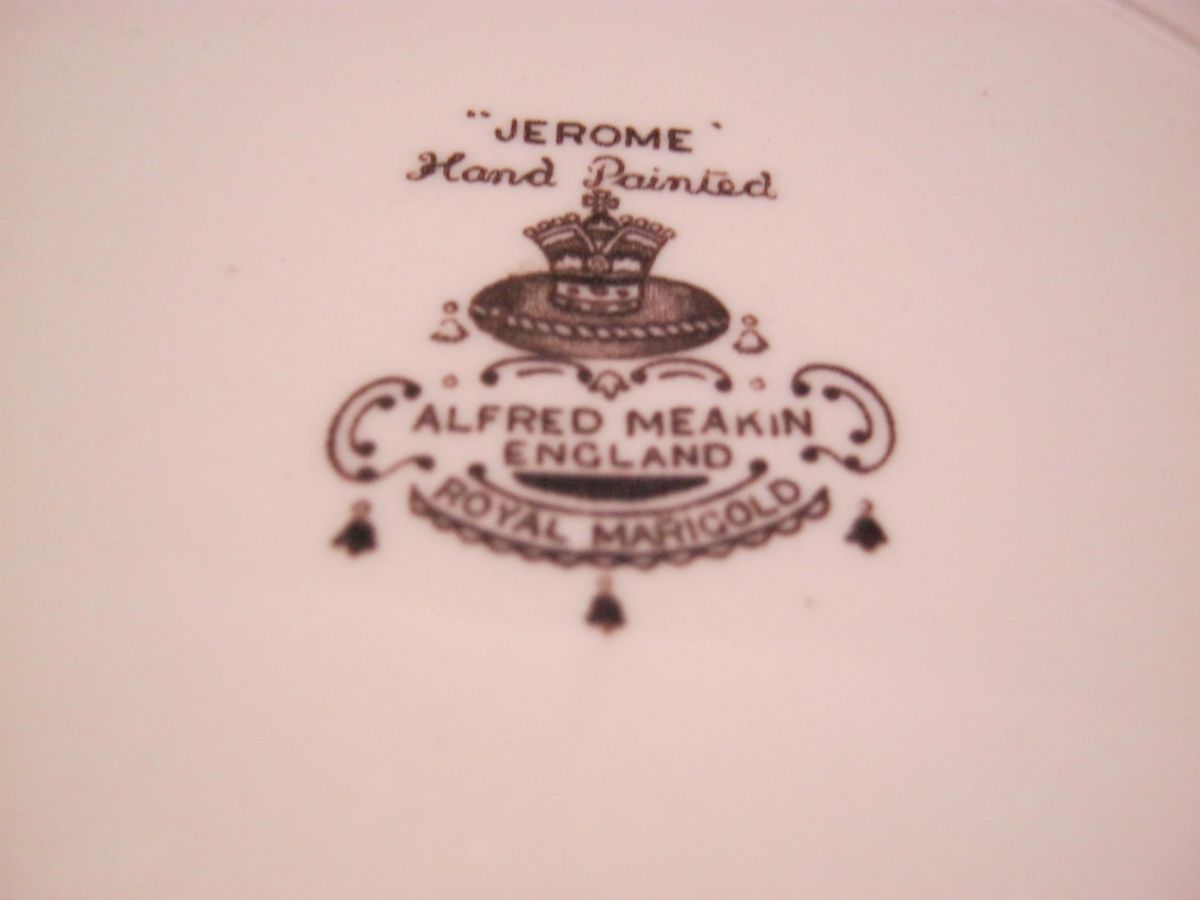 "JEROME"
Hand Painted
ALFRED MEAKIN
ENGLAND
ROYAL MARIGOLD